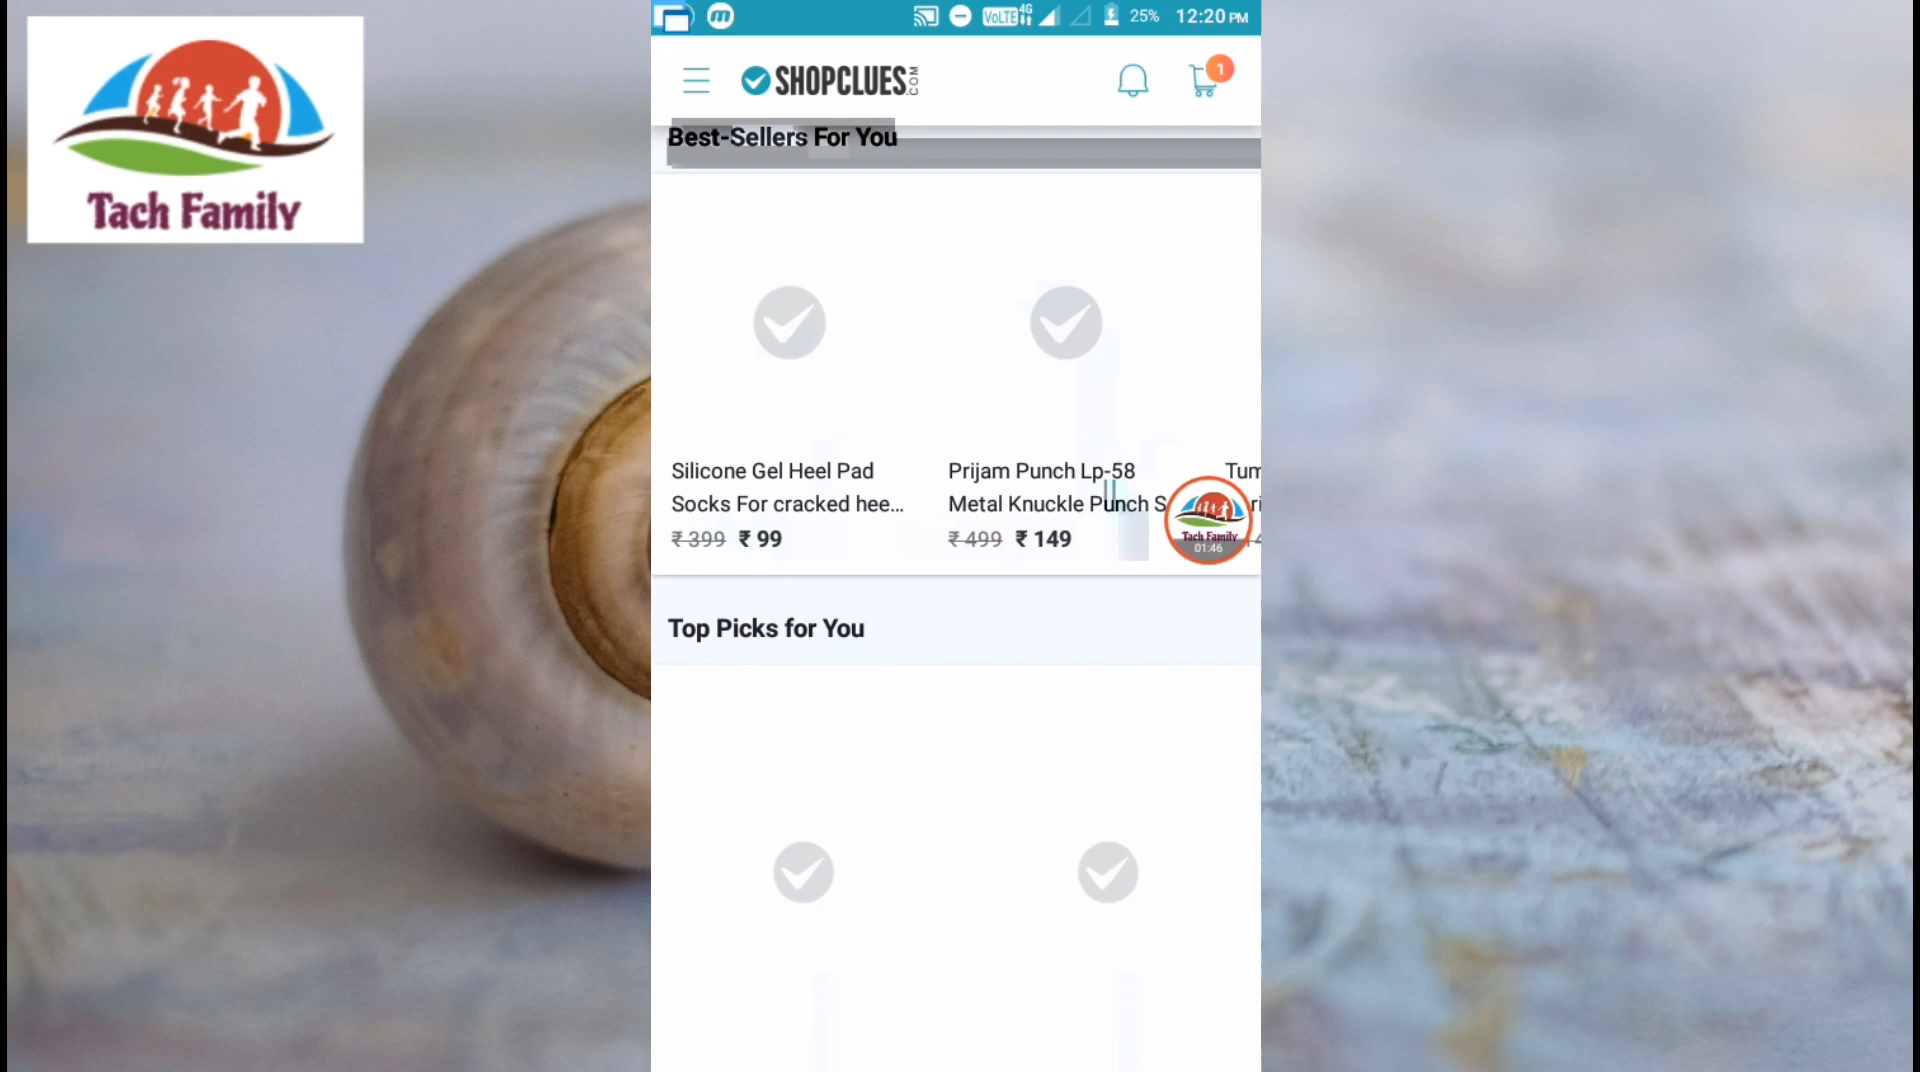 Tach Family
m
VoLTE 4G 25% 12:20 PM
SHOPCLUES.COM
1
Best-Sellers For You
Silicone Gel Heel Pad
Socks For cracked hee...
₹ 399 ₹ 99
Prijam Punch Lp-58
Metal Knuckle Punch S
₹ 499 ₹ 149
Tach Family
01:46
Top Picks for You